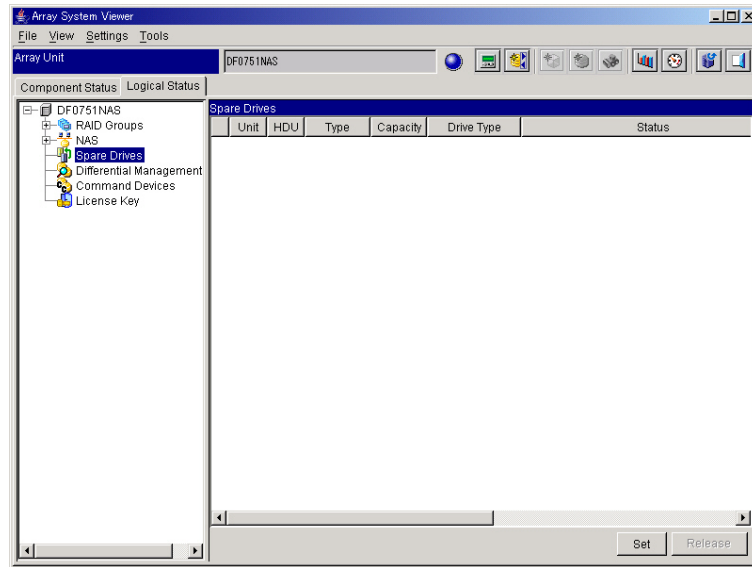 Array System Viewer
File View Settings Tools
Array Unit
DF0751NAS
Component Status Logical Status
DF0751NAS
RAID Groups
NAS
Spare Drives
Differential Management
Command Devices
License Key
Spare Drives
Unit HDU Type Capacity Drive Type Status
Set Release